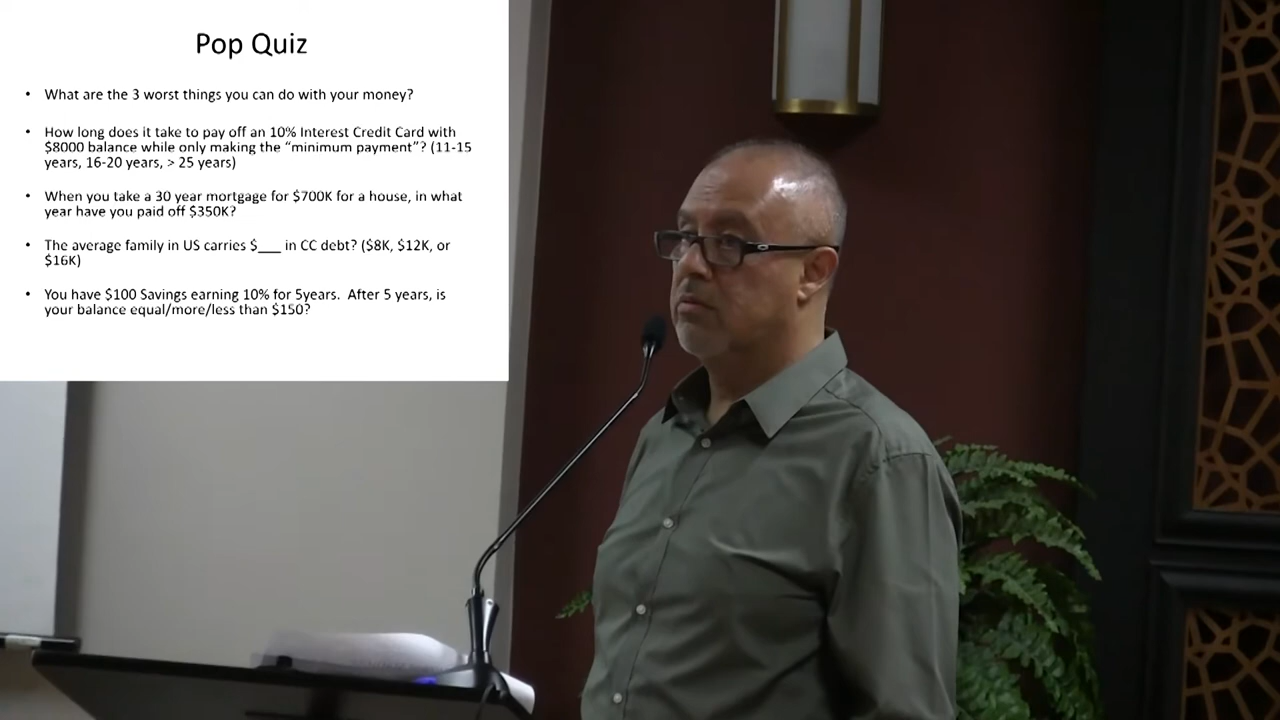 Pop Quiz
• What are the 3 worst things you can do with your money?
• How long does it take to pay off an 10% Interest Credit Card with
$8000 balance while only making the “minimum payment”? (11-15
years, 16-20 years, > 25 years)
• When you take a 30 year mortgage for $700K for a house, in what
year have you paid off $350K?
• The average family in US carries $___ in CC debt? ($8K, $12K, or
$16K)
• You have $100 Savings earning 10% for 5years.  After 5 years, is
your balance equal/more/less than $150?